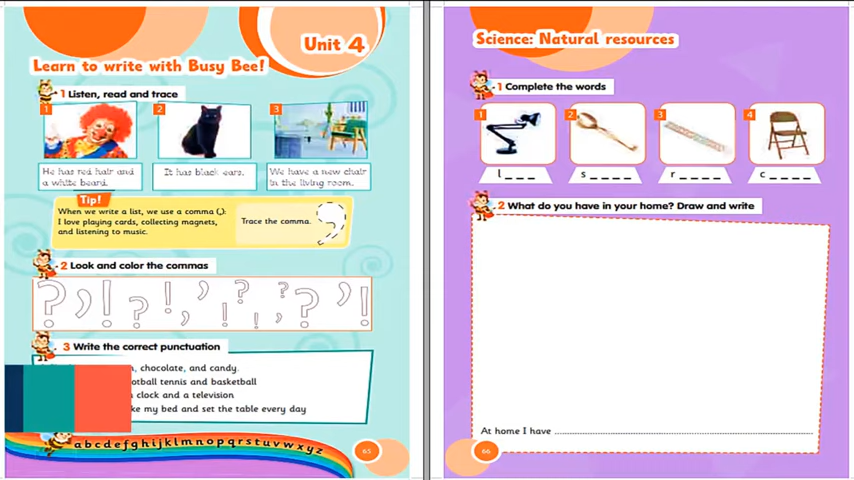 Unit 4
Learn to write with Busy Bee!
1 Listen, read and trace
1
2
3
He has red hair and
a white beard.
It has black ears.
We have a new chair
in the living room.
Tip!
When we write a list, we use a comma (,):
I love playing cards, collecting magnets,
and listening to music.
Trace the comma.
2 Look and color the commas
? , ! ? ! , , ? ! ! ? ? , !
3 Write the correct punctuation
, chocolate, and candy.
tennis and basketball
clock and a television
my bed and set the table every day
a b c d e f g h i j k l m n o p q r s t u v w x y z
65
Science: Natural resources
1 Complete the words
1
2
3
4
l _ _ _
s _ _ _ _
r _ _ _ _
c _ _ _ _
2 What do you have in your home? Draw and write
At home I have
66